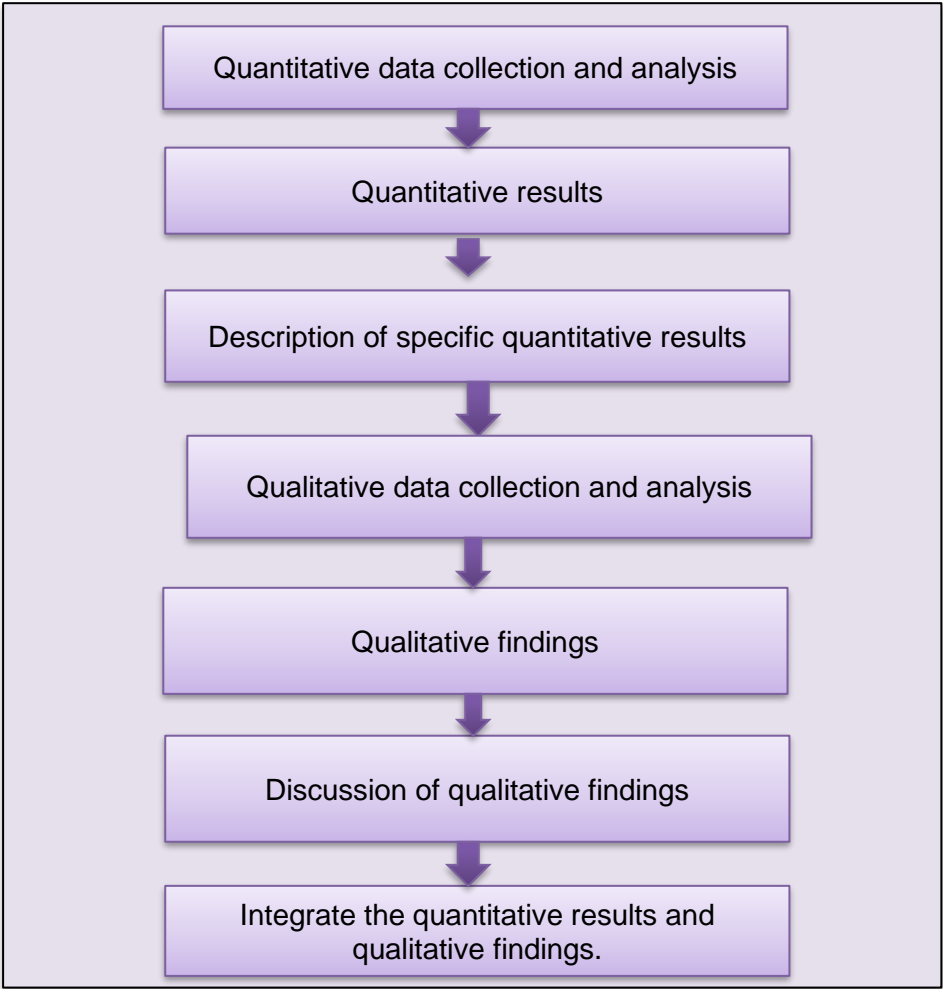 Quantitative data collection and analysis
Quantitative results
Description of specific quantitative results
Qualitative data collection and analysis
Qualitative findings
Discussion of qualitative findings
Integrate the quantitative results and
qualitative findings.